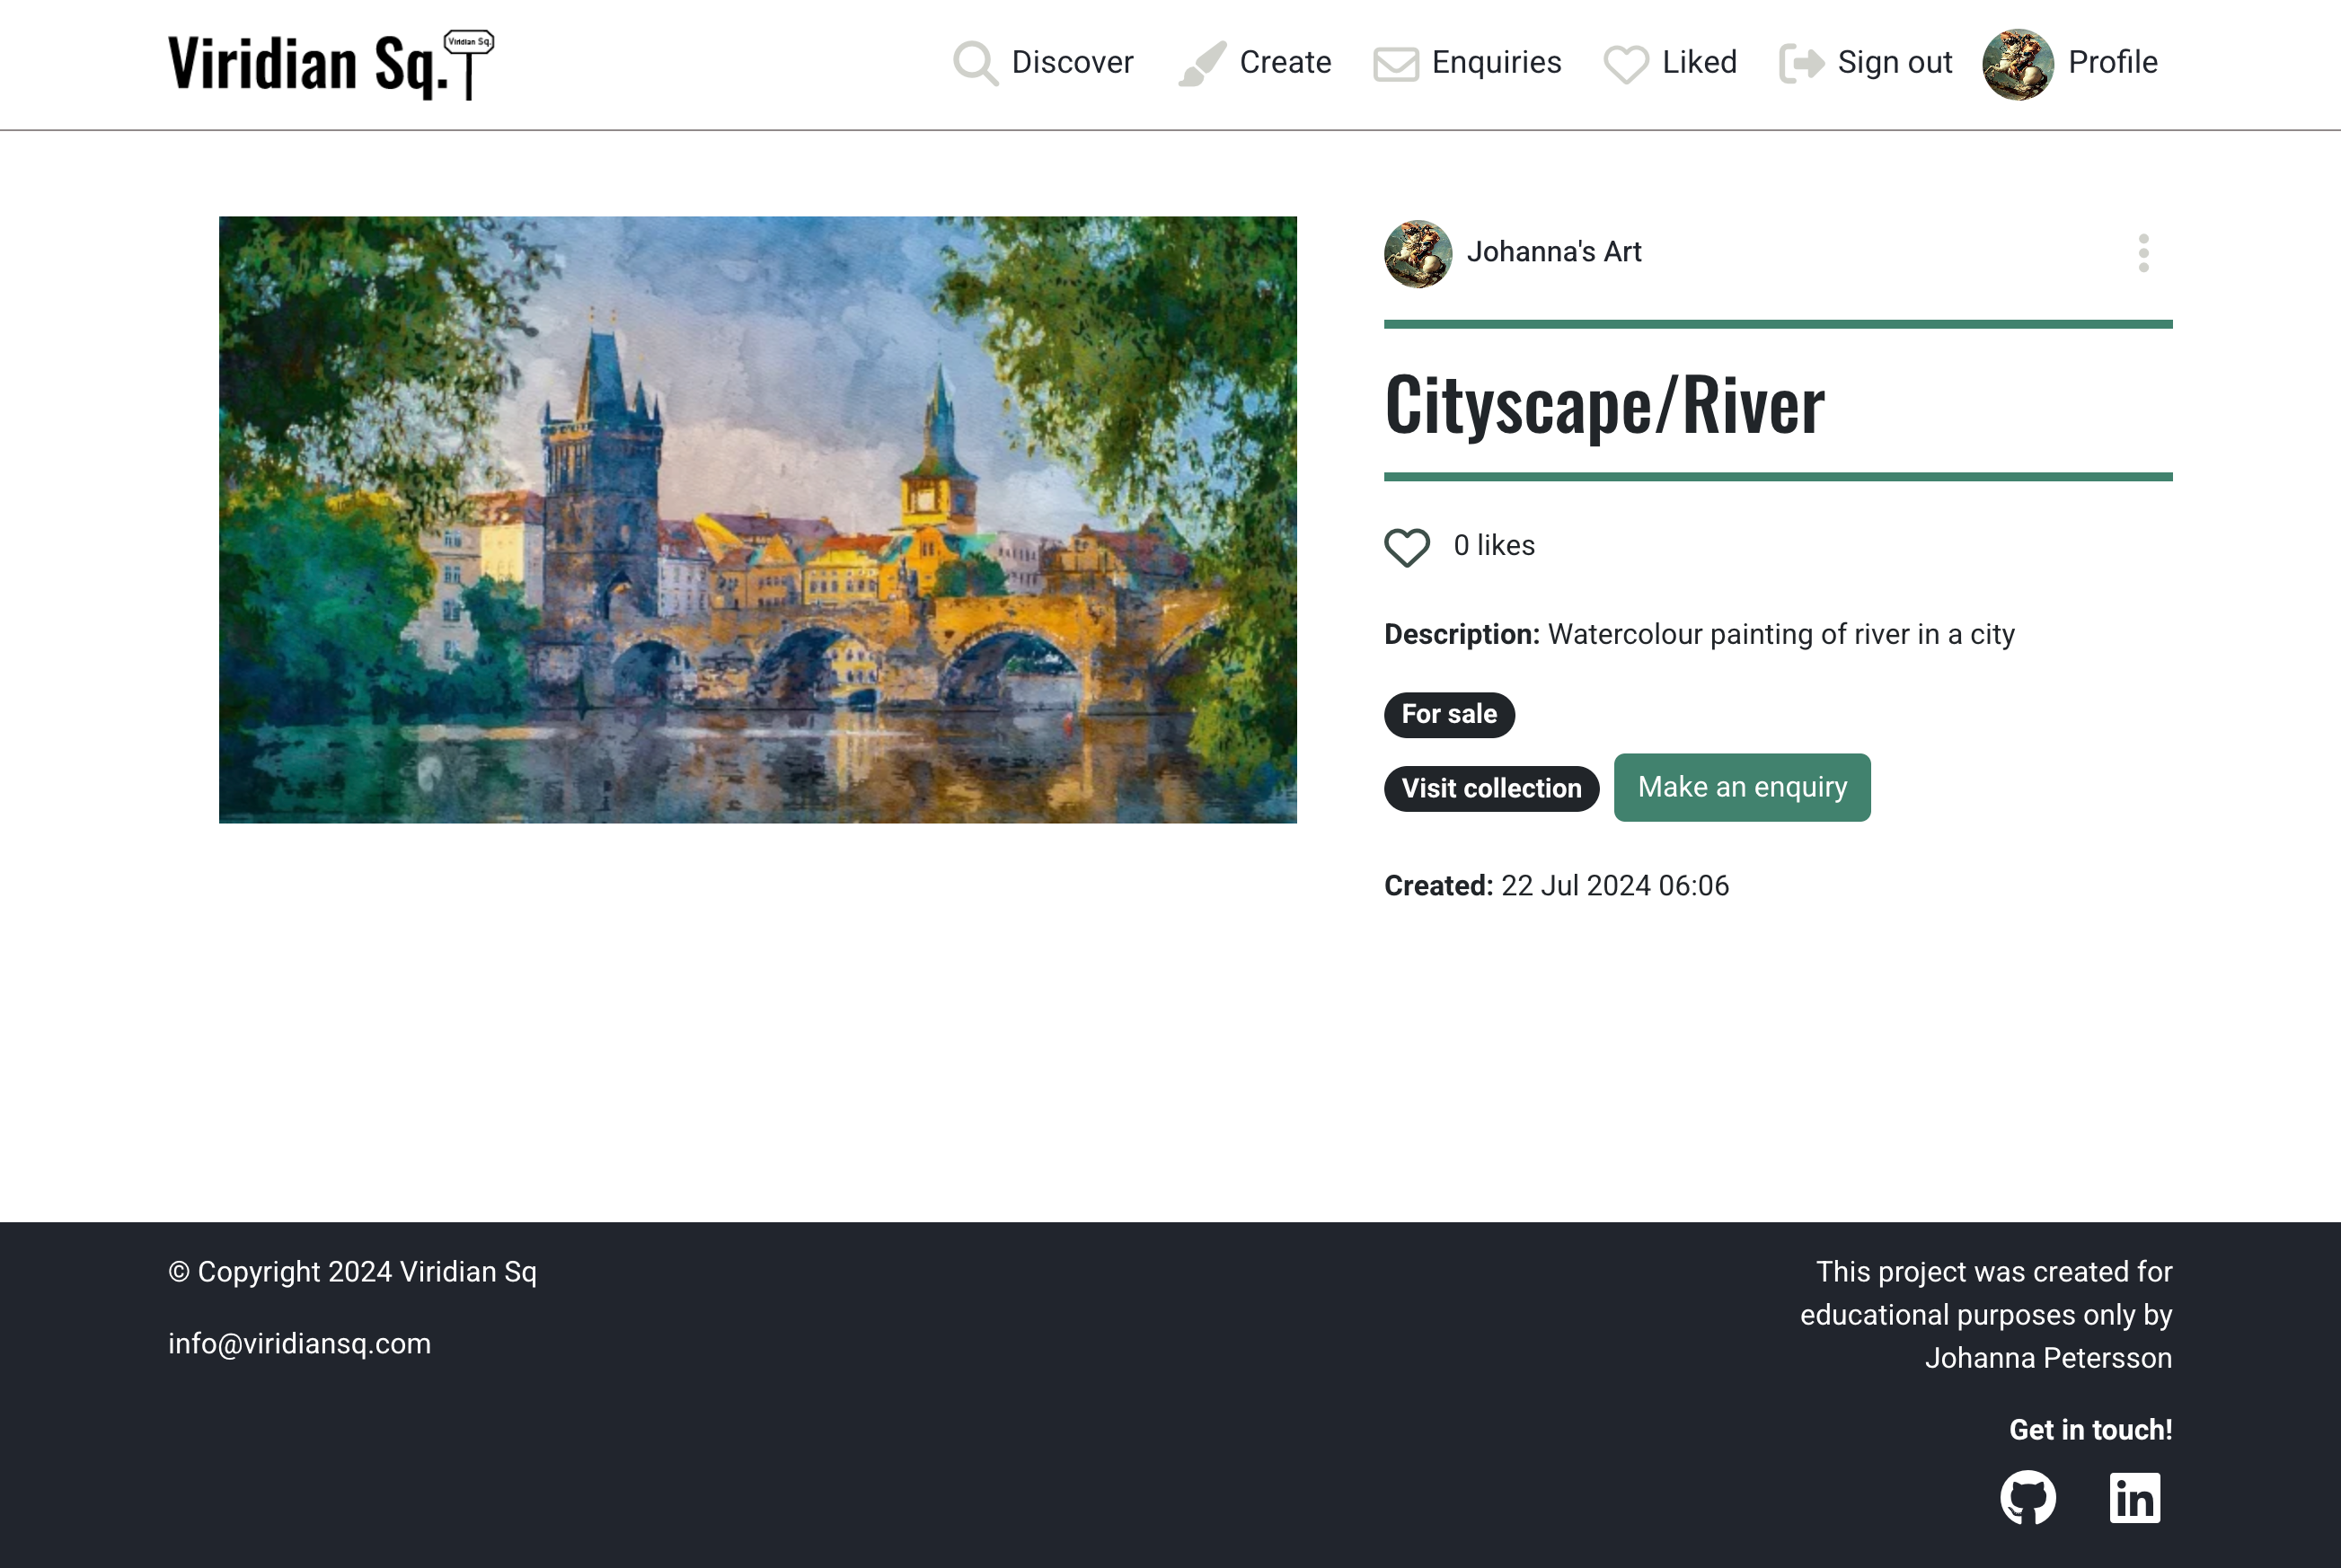 Viridian Sq.
Viridian Sq.
Discover
Create
Enquiries
Liked
Sign out
Profile
Johanna's Art
Cityscape/River
0 likes
Description: Watercolour painting of river in a city
For sale
Visit collection
Make an enquiry
Created: 22 Jul 2024 06:06
© Copyright 2024 Viridian Sq
info@viridiansq.com
This project was created for
educational purposes only by
Johanna Petersson
Get in touch!
in